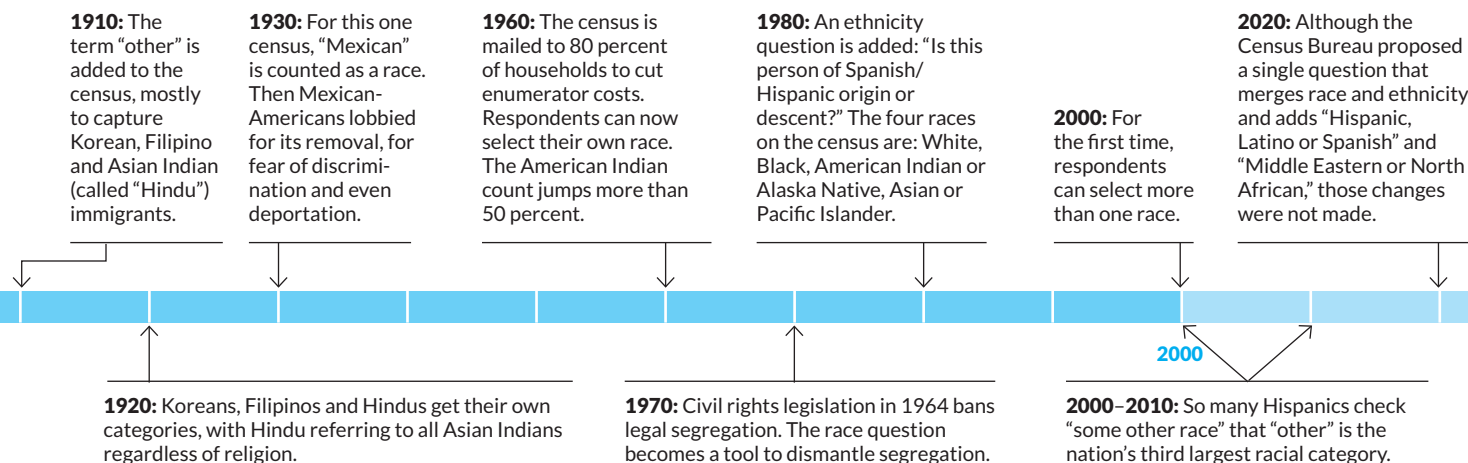 1910: The
term “other” is
added to the
census, mostly
to capture
Korean, Filipino
and Asian Indian
(called “Hindu”)
immigrants.
1930: For this one
census, “Mexican”
is counted as a race.
Then Mexican-
Americans lobbied
for its removal, for
fear of discrimi-
nation and even
deportation.
1960: The census is
mailed to 80 percent
of households to cut
enumerator costs.
Respondents can now
select their own race.
The American Indian
count jumps more than
50 percent.
1980: An ethnicity
question is added: “Is this
person of Spanish/
Hispanic origin or
descent?” The four races
on the census are: White,
Black, American Indian or
Alaska Native, Asian or
Pacific Islander.
2000: For
the first time,
respondents
can select more
than one race.
2020: Although the
Census Bureau proposed
a single question that
merges race and ethnicity
and adds “Hispanic,
Latino or Spanish” and
“Middle Eastern or North
African,” those changes
were not made.
2000
1920: Koreans, Filipinos and Hindus get their own
categories, with Hindu referring to all Asian Indians
regardless of religion.
1970: Civil rights legislation in 1964 bans
legal segregation. The race question
becomes a tool to dismantle segregation.
2000–2010: So many Hispanics check
“some other race” that “other” is the
nation’s third largest racial category.